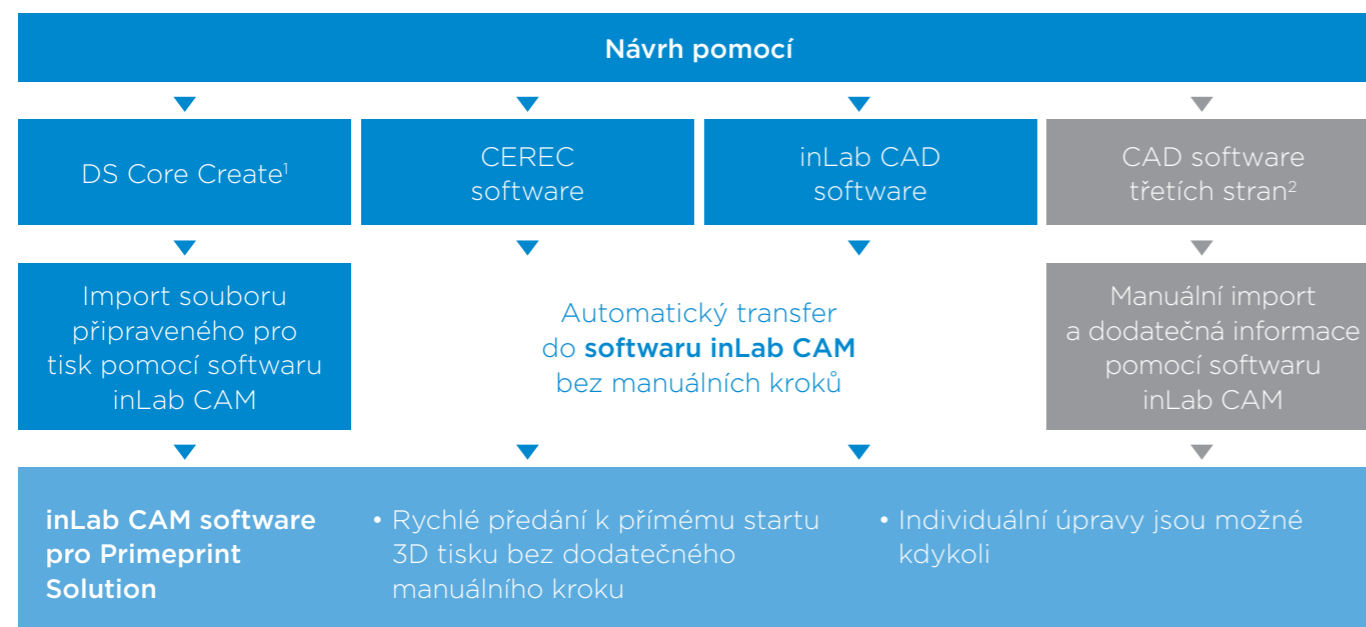 Návrh pomocí
DS Core Create¹
CEREC
software
inLab CAD
software
CAD software
třetích stran²
Import souboru
připraveného pro
tisk pomocí softwaru
inLab CAM
Automatický transfer
do softwaru inLab CAM
bez manuálních kroků
Manuální import
a dodatečná informace
pomocí softwaru
inLab CAM
inLab CAM software
pro Primeprint
Solution
• Rychlé předání k přímému startu
3D tisku bez dodatečného
manuálního kroku
• Individuální úpravy jsou možné
kdykoli